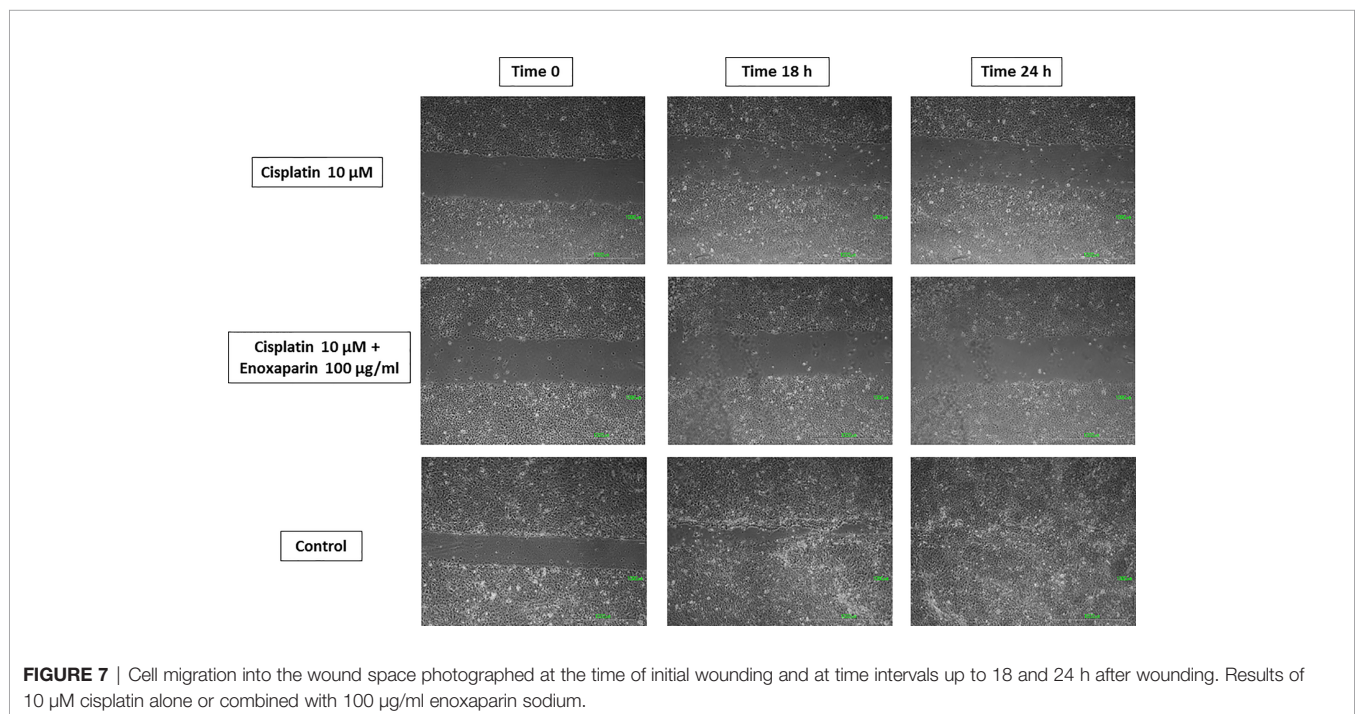 Time 0
Time 18 h
Time 24 h
Cisplatin 10 µM
Cisplatin 10 µM +
Enoxaparin 100 µg/ml
Control
FIGURE 7 | Cell migration into the wound space photographed at the time of initial wounding and at time intervals up to 18 and 24 h after wounding. Results of
10 µM cisplatin alone or combined with 100 µg/ml enoxaparin sodium.